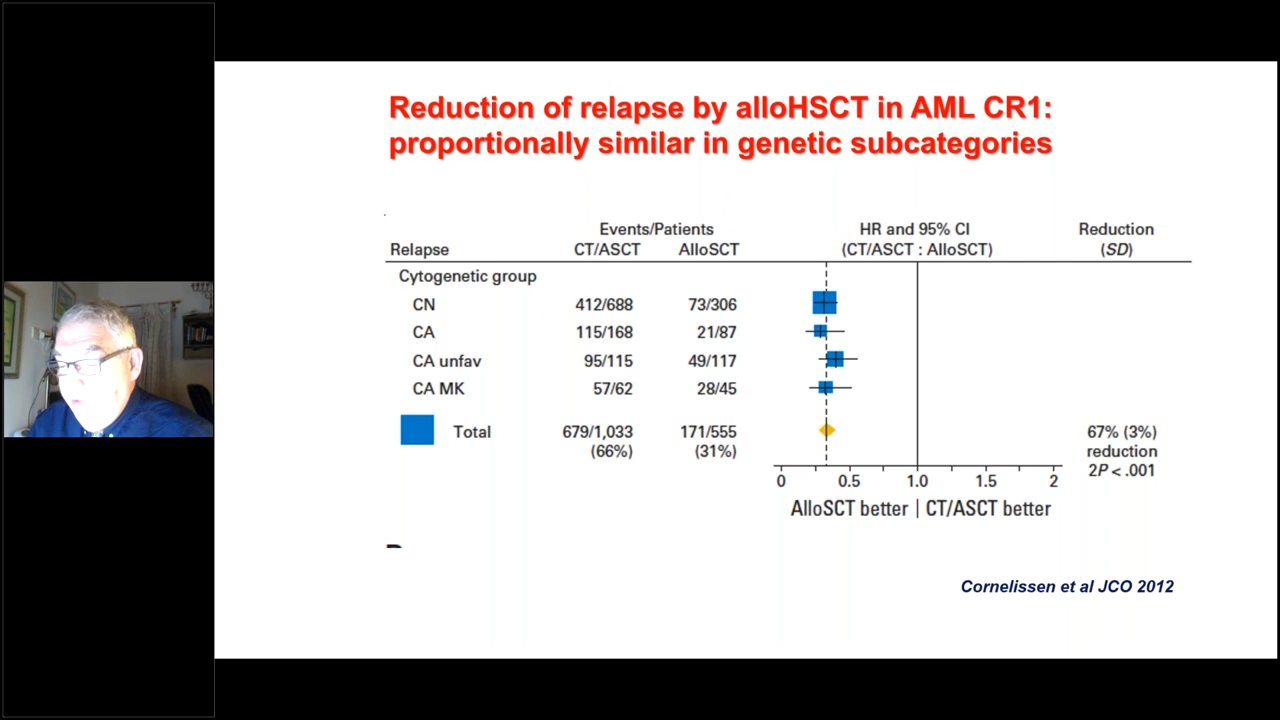 Reduction of relapse by alloHSCT in AML CR1:
proportionally similar in genetic subcategories
Events/Patients HR and 95% CI Reduction
Relapse CT/ASCT AlloSCT (CT/ASCT : AlloSCT) (SD)
Cytogenetic group
CN 412/688 73/306
CA 115/168 21/87
CA unfav 95/115 49/117
CA MK 57/62 28/45
Total 679/1,033 171/555 67% (3%)
(66%) (31%) reduction
2P < .001
0 0.5 1.0 1.5 2
AlloSCT better | CT/ASCT better
Cornelissen et al JCO 2012